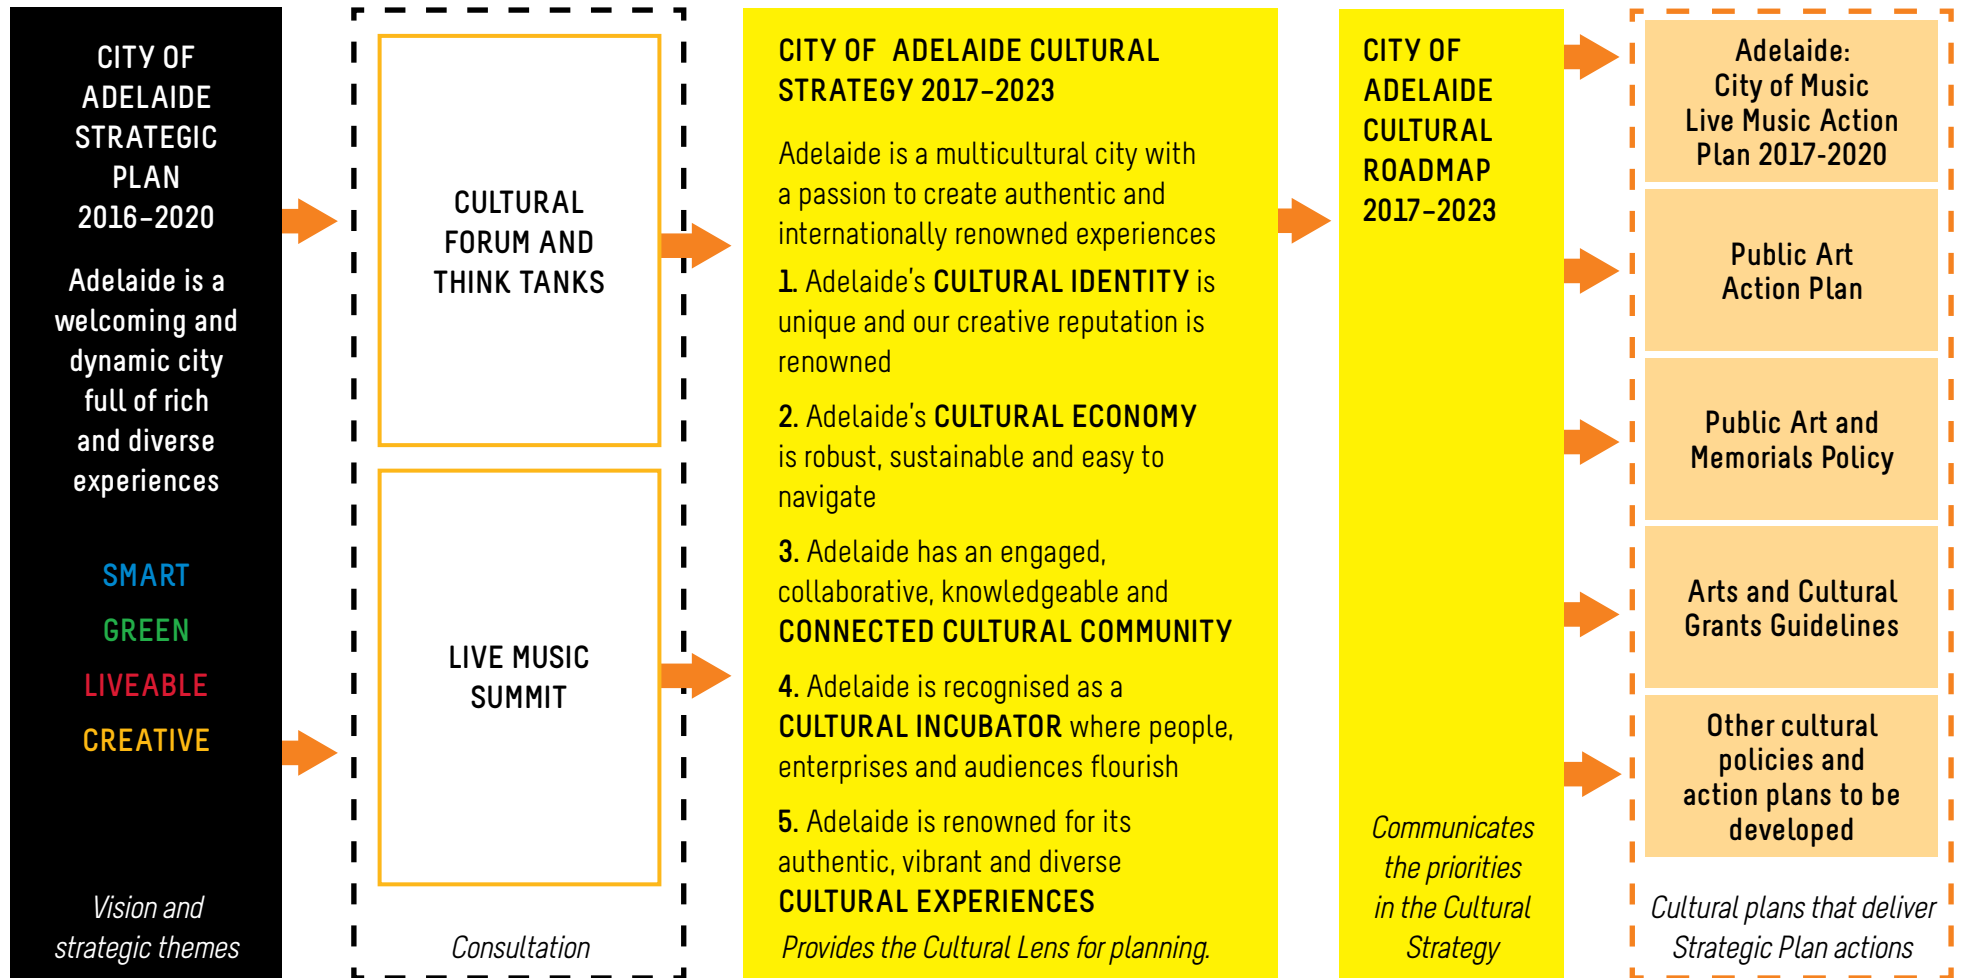 CITY OF
ADELAIDE
STRATEGIC
PLAN
2016–2020
Adelaide is a
welcoming and
dynamic city
full of rich
and diverse
experiences
SMART
GREEN
LIVEABLE
CREATIVE
Vision and
strategic themes
CULTURAL
FORUM AND
THINK TANKS
LIVE MUSIC
SUMMIT
Consultation
CITY OF ADELAIDE CULTURAL
STRATEGY 2017–2023
Adelaide is a multicultural city with
a passion to create authentic and
internationally renowned experiences
1. Adelaide's CULTURAL IDENTITY is
unique and our creative reputation is
renowned
2. Adelaide's CULTURAL ECONOMY
is robust, sustainable and easy to
navigate
3. Adelaide has an engaged,
collaborative, knowledgeable and
CONNECTED CULTURAL COMMUNITY
4. Adelaide is recognised as a
CULTURAL INCUBATOR where people,
enterprises and audiences flourish
5. Adelaide is renowned for its
authentic, vibrant and diverse
CULTURAL EXPERIENCES
Provides the Cultural Lens for planning.
CITY OF
ADELAIDE
CULTURAL
ROADMAP
2017–2023
Communicates
the priorities
in the Cultural
Strategy
Adelaide:
City of Music
Live Music Action
Plan 2017-2020
Public Art
Action Plan
Public Art and
Memorials Policy
Arts and Cultural
Grants Guidelines
Other cultural
policies and
action plans to be
developed
Cultural plans that deliver
Strategic Plan actions